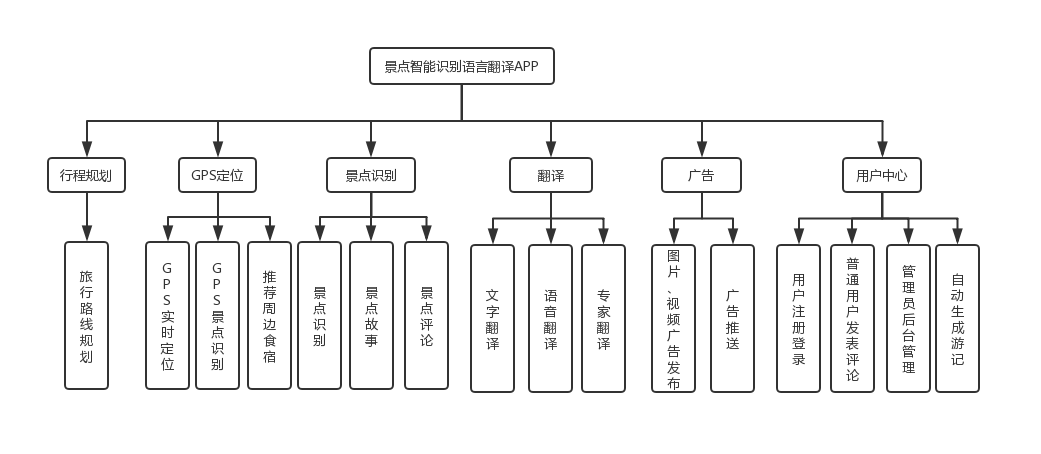 景点智能识别语言翻译APP
行程规划
GPS定位
景点识别
翻译
广告
用户中心
旅行路线规划
GPS实时定位
GPS景点识别
推荐周边食宿
景点识别
景点故事
景点评论
文字翻译
语音翻译
专家翻译
图片、视频广告发布
广告推送
用户注册登录
普通用户发表评论
管理员后台管理
自动生成游记